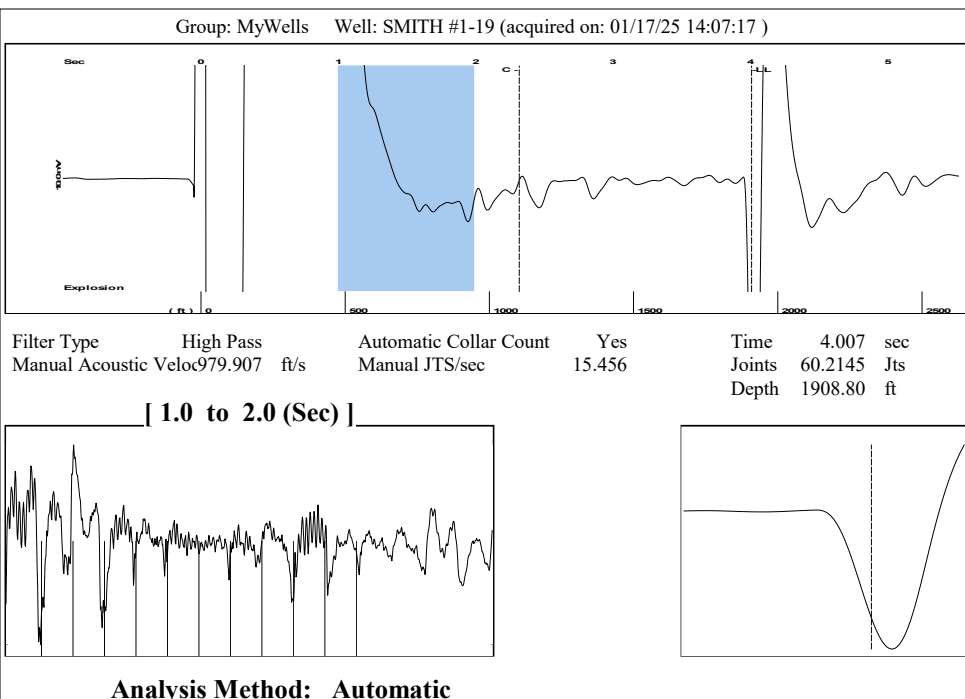 Group: MyWells Well: SMITH #1-19 (acquired on: 01/17/25 14:07:17 )
Sec 0 1 2 3 4 5
C
LL
Explosion
( ft ) 0 500 1000 1500 2000 2500
Filter Type High Pass Automatic Collar Count Yes Time 4.007 sec
Manual Acoustic Veloc979.907 ft/s Manual JTS/sec 15.456 Joints 60.2145 Jts
Depth 1908.80 ft
[ 1.0 to 2.0 (Sec) ]
Analysis Method: Automatic